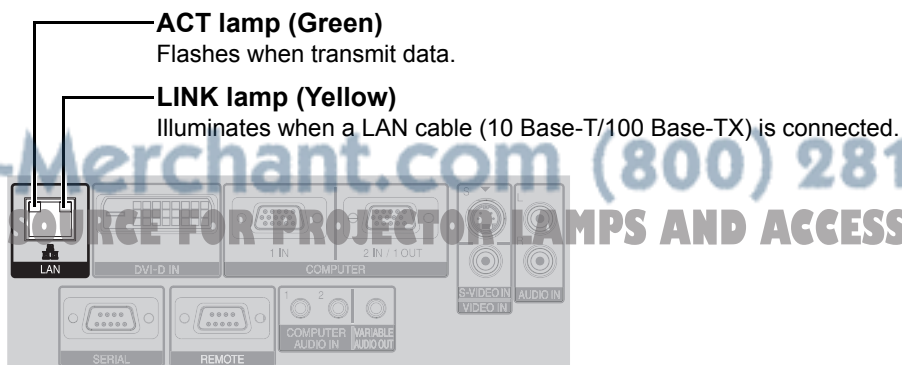 ACT lamp (Green)
Flashes when transmit data.
LINK lamp (Yellow)
Illuminates when a LAN cable (10 Base-T/100 Base-TX) is connected.
-Merchant.com (800) 281
SOURCE FOR PROJECTOR LAMPS AND ACCESS
LAN
DVI-D IN
1 IN
2 IN / 1 OUT
COMPUTER
S
S-VIDEO IN
VIDEO IN
L
AUDIO IN
SERIAL
REMOTE
1
2
COMPUTER
AUDIO IN
VARIABLE
AUDIO OUT